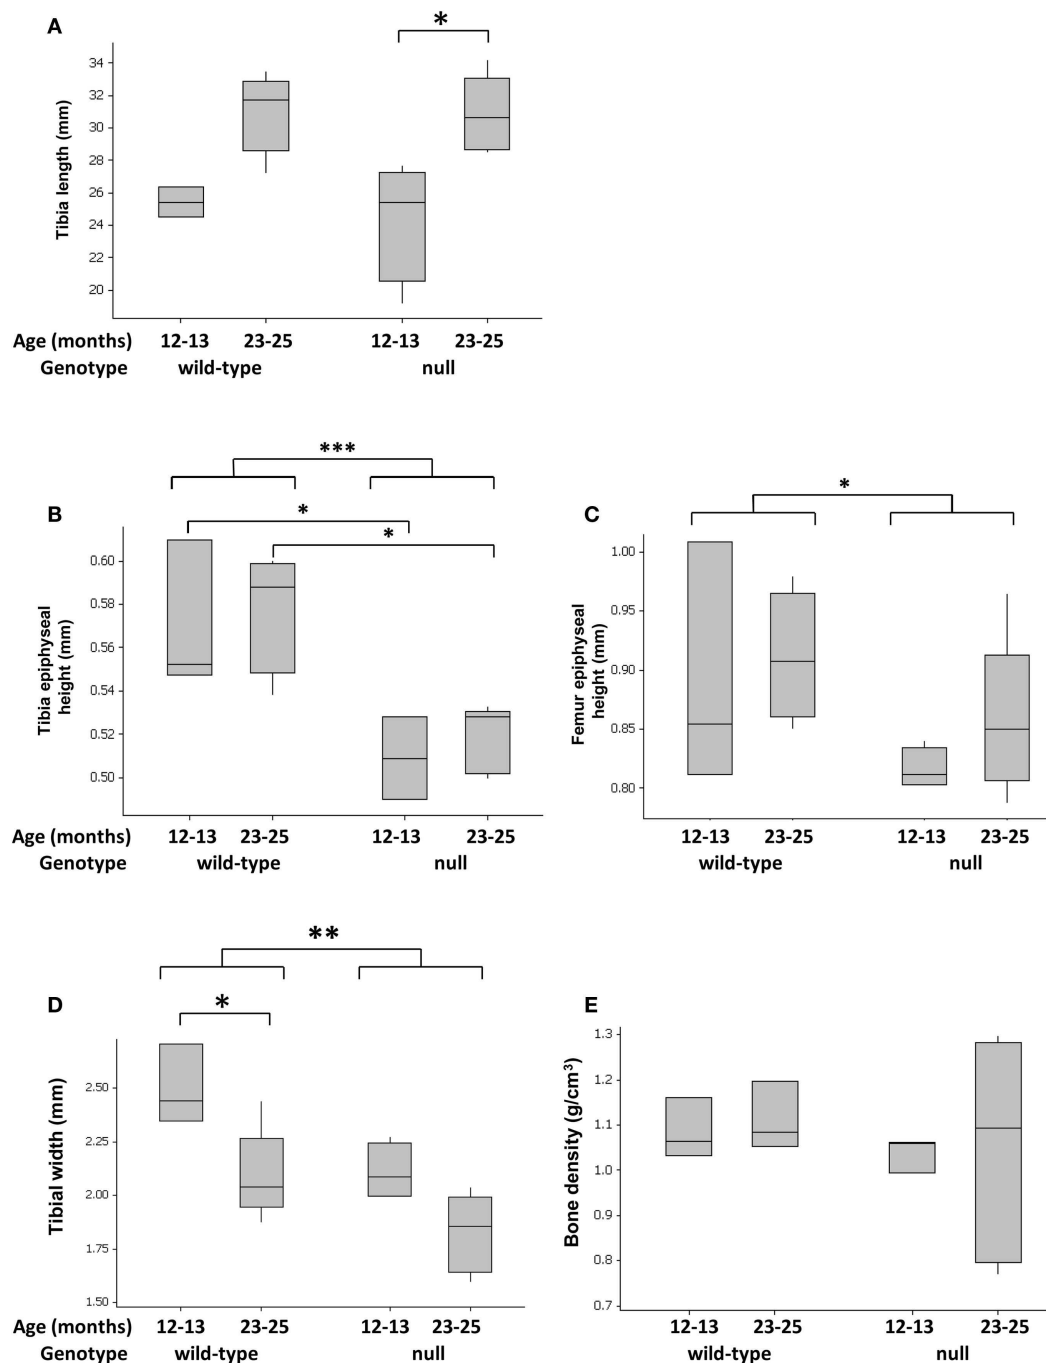 A
*
Tibia length (mm)
34
32
30
28
26
24
22
20
Age (months) 12-13 23-25 12-13 23-25
Genotype wild-type null
***
B
*
*
Tibia epiphyseal
height (mm)
0.60
0.58
0.56
0.54
0.52
0.50
Age (months) 12-13 23-25 12-13 23-25
Genotype wild-type null
*
C
Femur epiphyseal
height (mm)
1.00
0.95
0.90
0.85
0.80
12-13 23-25 12-13 23-25
wild-type null
**
D
*
Tibial width (mm)
2.50
2.25
2.00
1.75
1.50
Age (months) 12-13 23-25 12-13 23-25
Genotype wild-type null
E
Bone density (g/cm³)
1.3
1.2
1.1
1.0
0.9
0.8
0.7
12-13 23-25 12-13 23-25
wild-type null